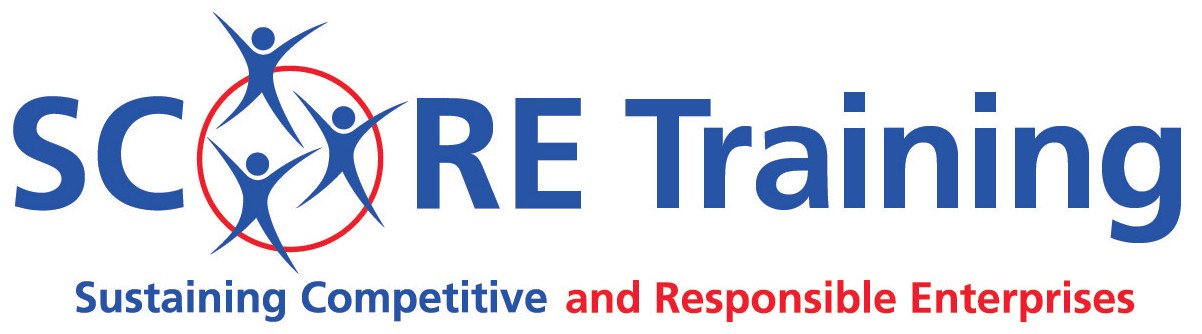 SCORE Training
Sustaining Competitive and Responsible Enterprises